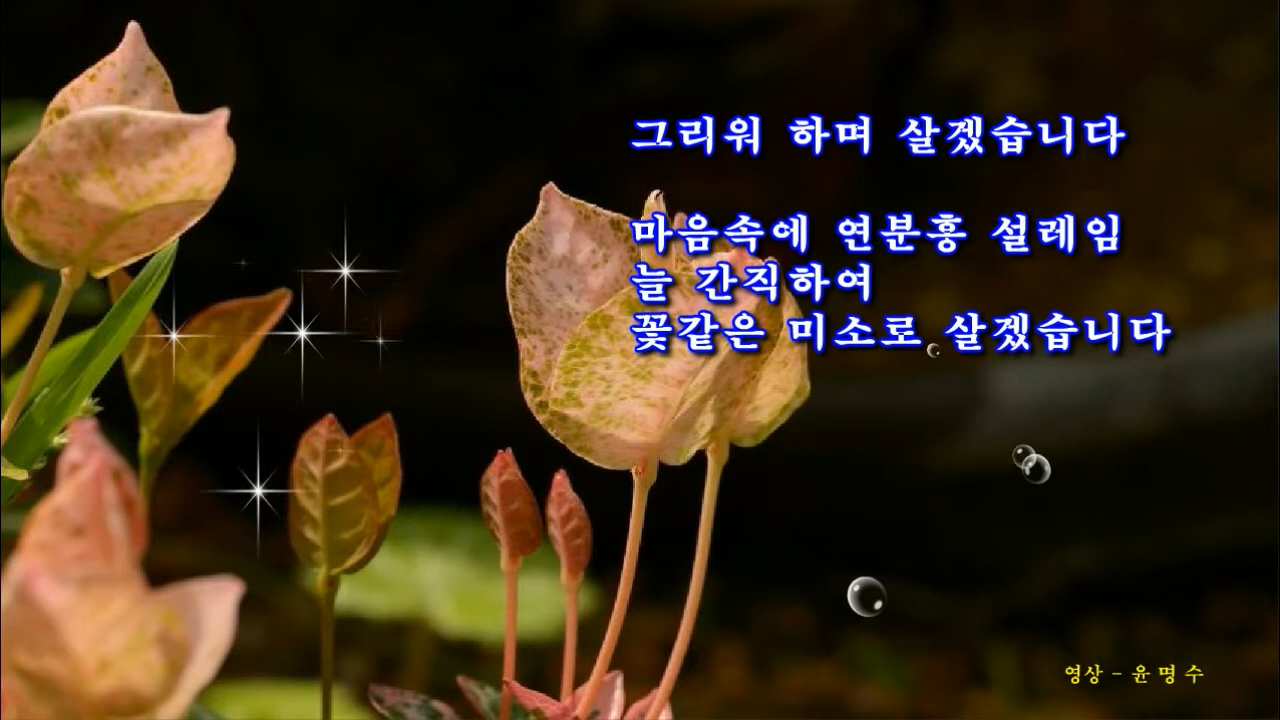 그리워 하며 살겠습니다
마음속에 연분홍 설레임
늘 간직하여
꽃같은 미소로 살겠습니다
영상 - 윤 명 수